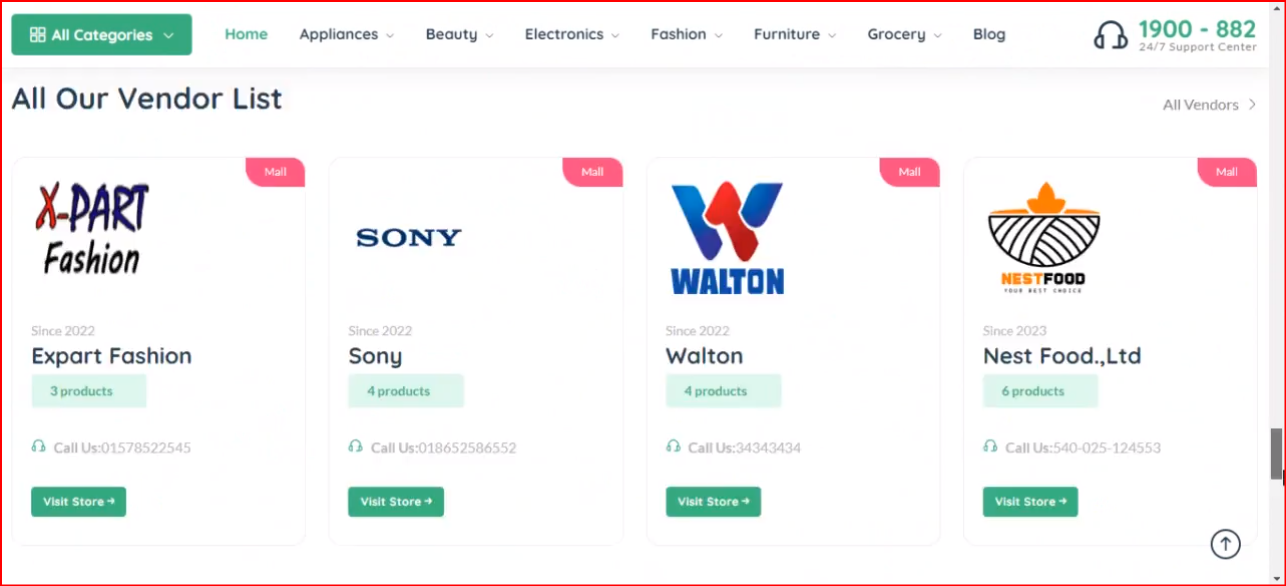 All Categories Home Appliances Beauty Electronics Fashion Furniture Grocery Blog 1900 - 882
24/7 Support Center
All Our Vendor List All Vendors
Mall Mall Mall Mall
X-PART
Fashion
SONY
WALTON
NESTFOOD
YOUR BEST CHOICE
Since 2022 Since 2022 Since 2022 Since 2023
Expart Fashion Sony Walton Nest Food.,Ltd
3 products 4 products 4 products 6 products
Call Us:01578522545 Call Us:018652586552 Call Us:34343434 Call Us:540-025-124553
Visit Store → Visit Store → Visit Store → Visit Store →